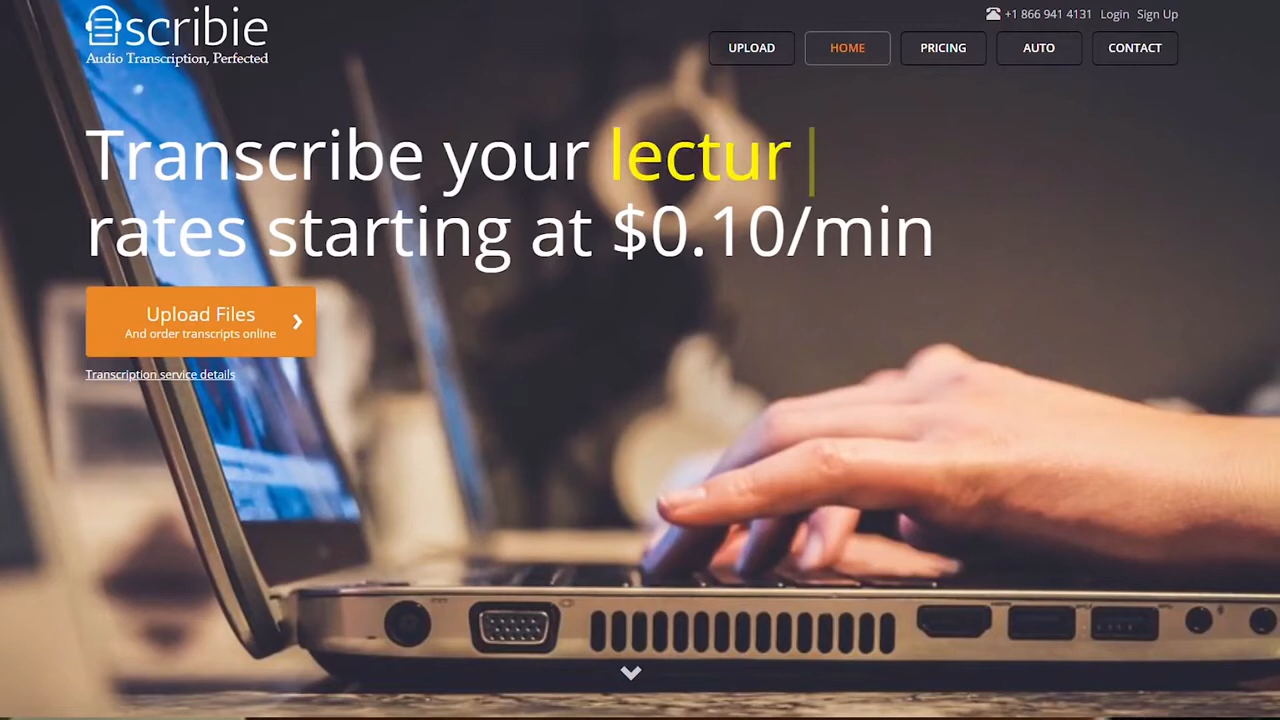 scribie
Audio Transcription, Perfected
+1 866 941 4131 Login Sign Up
UPLOAD HOME PRICING AUTO CONTACT
Transcribe your lectur
rates starting at $0.10/min
Upload Files
And order transcripts online
Transcription service details